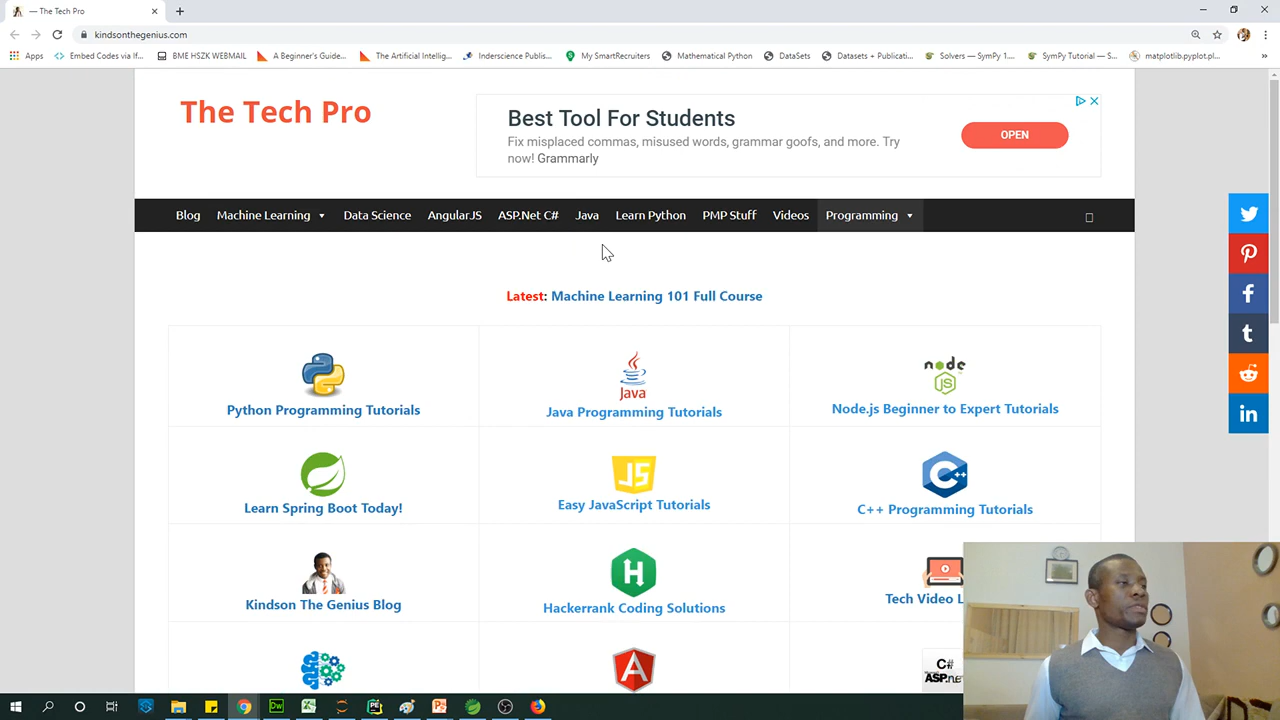 — The Tech Pro
kindsonthegenius.com
Apps
Embed Codes via If...
BME HSZK WEBMAIL
A Beginner's Guide...
The Artificial Intellig...
Inderscience Publis...
My SmartRecruiters
Mathematical Python
DataSets
Datasets + Publicati...
Solvers — SymPy 1....
SymPy Tutorial — S...
matplotlib.pyplot.pl...
The Tech Pro
Best Tool For Students
Fix misplaced commas, misused words, grammar goofs, and more. Try
now! Grammarly
OPEN
Blog
Machine Learning
Data Science
AngularJS
ASP.Net C#
Java
Learn Python
PMP Stuff
Videos
Programming
Latest: Machine Learning 101 Full Course
Python Programming Tutorials
Java
Java Programming Tutorials
node
JS
Node.js Beginner to Expert Tutorials
Learn Spring Boot Today!
JS
Easy JavaScript Tutorials
C++
C++ Programming Tutorials
Kindson The Genius Blog
H
Hackerrank Coding Solutions
Tech Video L
A
C#
ASP.net